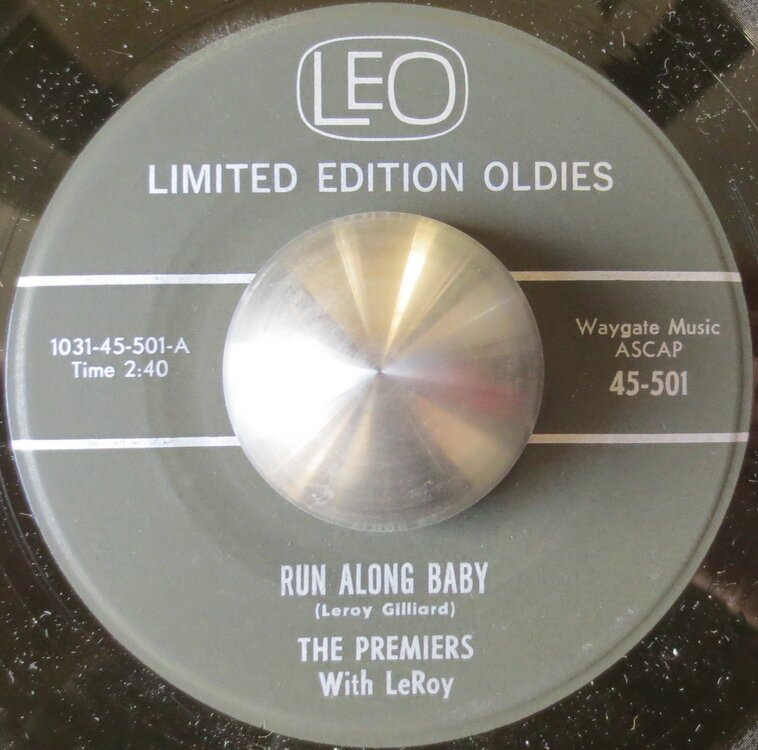 LEO
LIMITED EDITION OLDIES
1031-45-501-A
Time 2:40
Waygate Music
ASCAP
45-501
RUN ALONG BABY
(Leroy Gilliard)
THE PREMIERS
With LeRoy